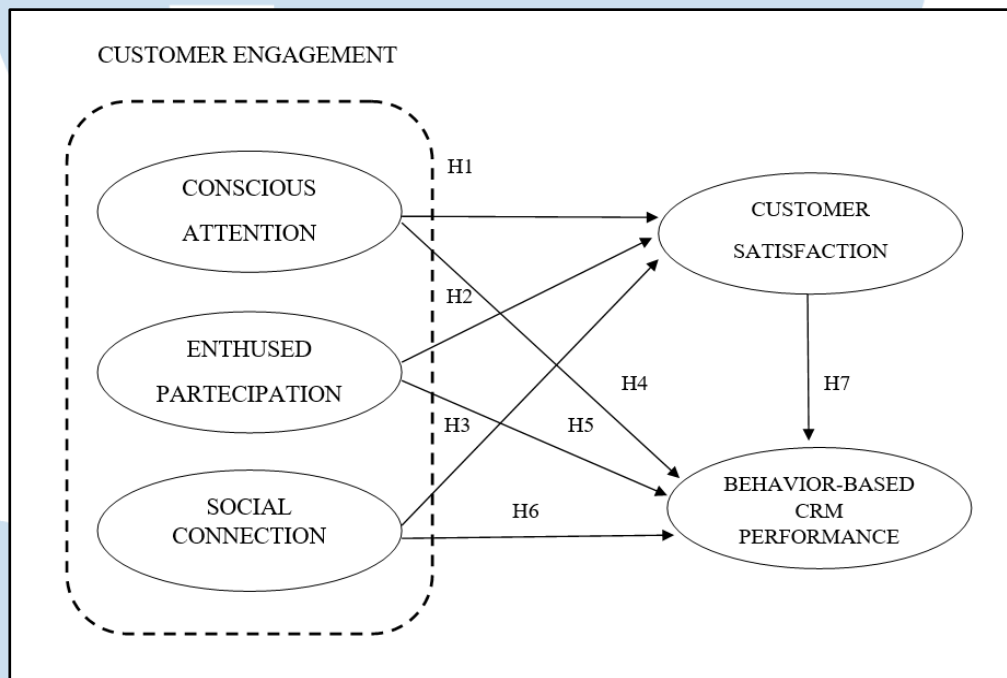 CUSTOMER ENGAGEMENT
H1
CONSCIOUS
ATTENTION
CUSTOMER
SATISFACTION
H2
ENTHUSED
PARTECIPATION
H4
H7
H3
H5
SOCIAL
CONNECTION
H6
BEHAVIOR-BASED
CRM
PERFORMANCE